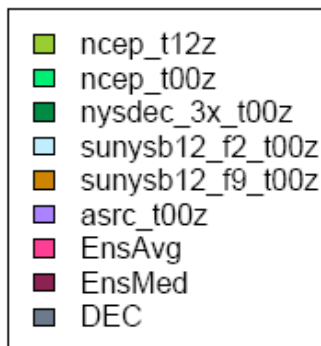 ncep_t12z
ncep_t00z
nysdec_3x_t00z
sunysb12_f2_t00z
sunysb12_f9_t00z
asrc_t00z
EnsAvg
EnsMed
DEC